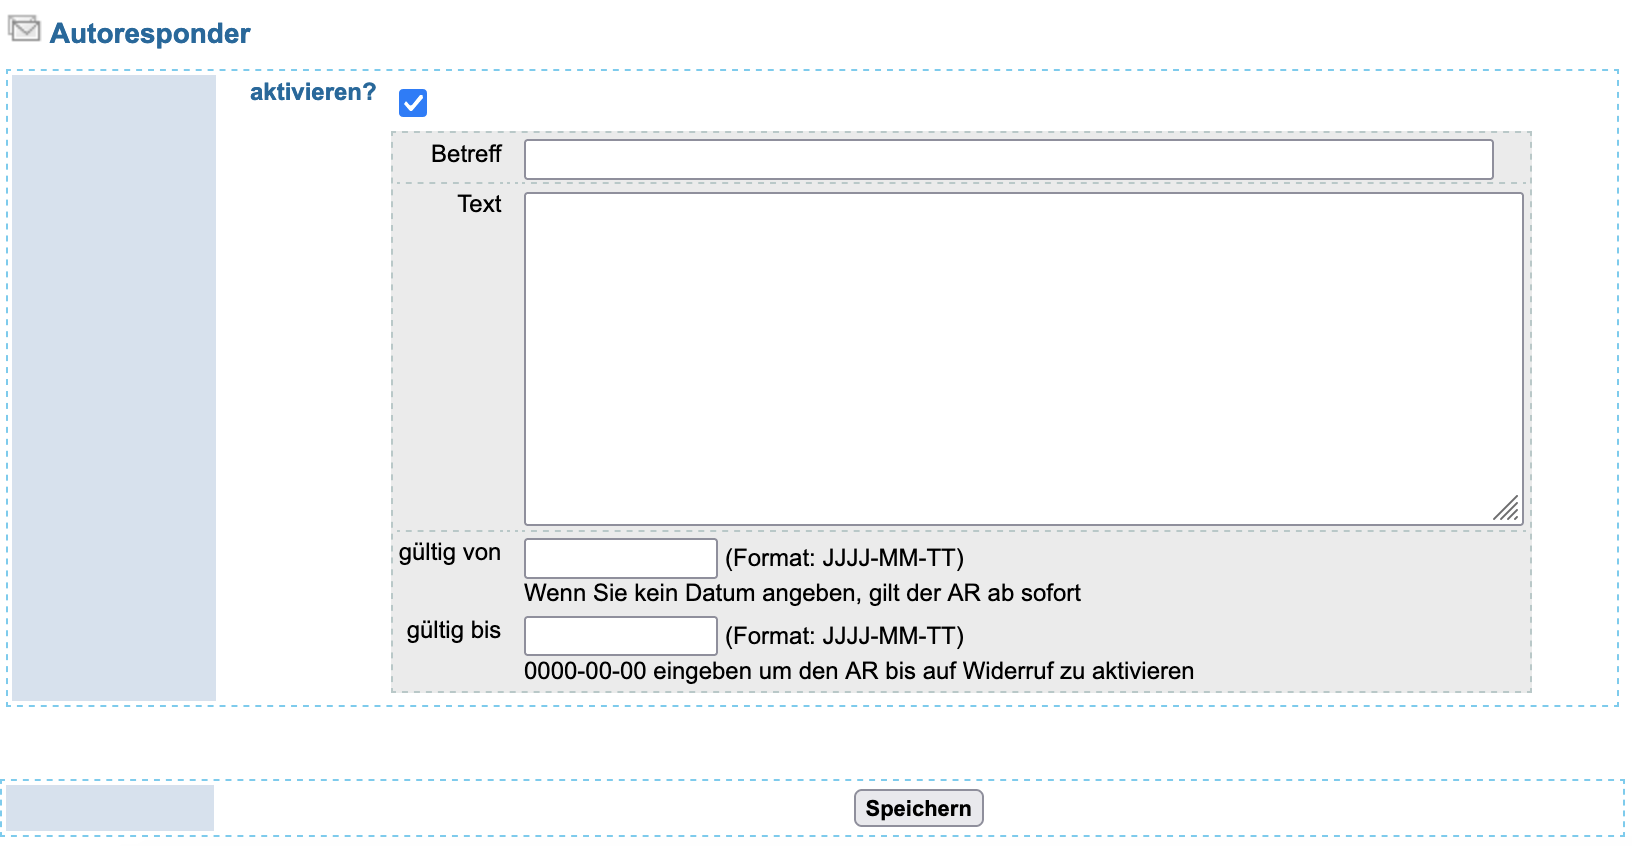 Autoresponder
aktivieren?
Betreff
Text
gültig von (Format: JJJJ-MM-TT)
Wenn Sie kein Datum angeben, gilt der AR ab sofort
gültig bis (Format: JJJJ-MM-TT)
0000-00-00 eingeben um den AR bis auf Widerruf zu aktivieren
Speichern